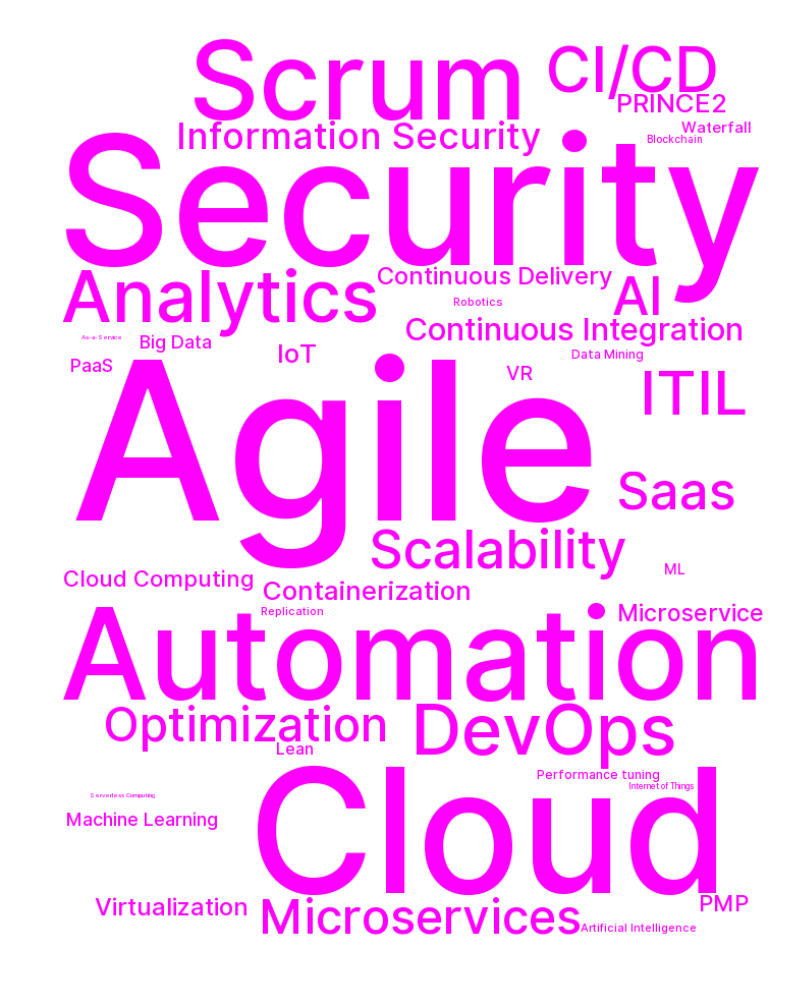 Scrum
CI/CD
PRINCE2
Information Security
Waterfall
Blockchain
Security
Analytics
Continuous Delivery
AI
Robotics
Continuous Integration
As-a-Service
Big Data
IoT
Data Mining
PaaS
VR
ITIL
Agile
Saas
Scalability
ML
Cloud Computing
Containerization
Replication
Microservice
Automation
Optimization
DevOps
Lean
Performance tuning
Internet of Things
Cloud
Serverless Computing
Machine Learning
Virtualization
Microservices
PMP
Artificial Intelligence